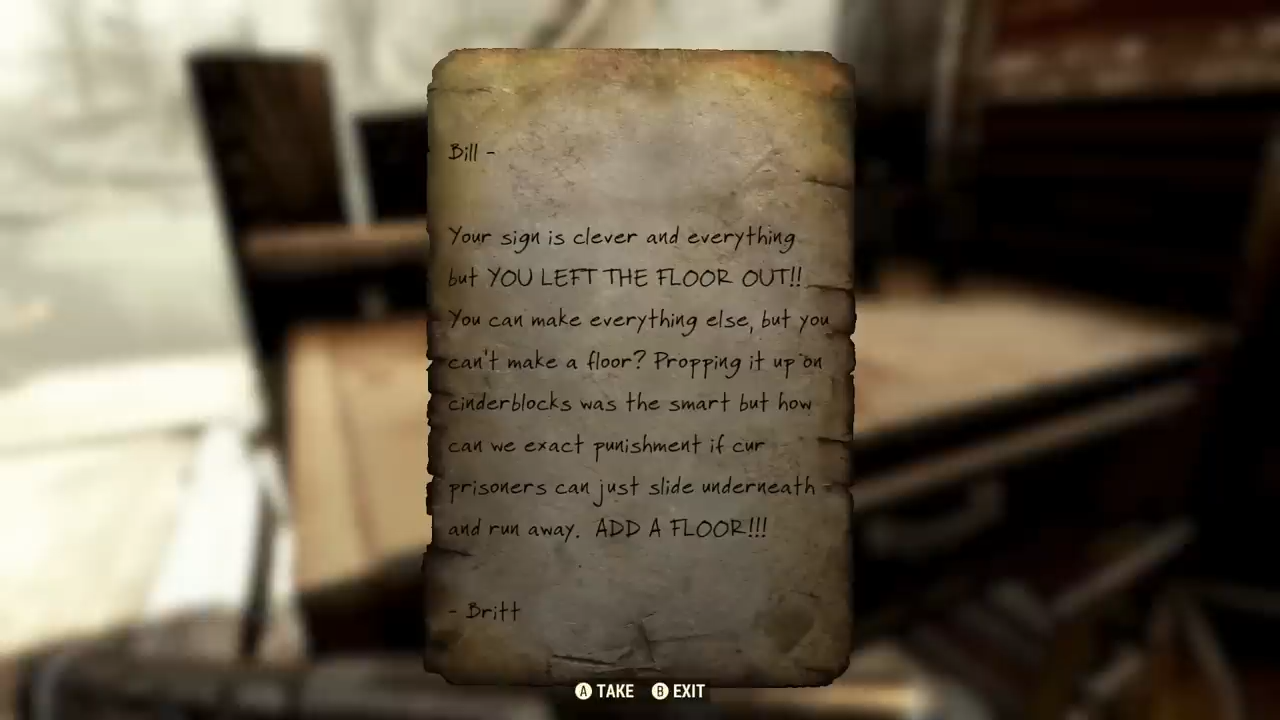 Bill -
Your sign is clever and everything
but YOU LEFT THE FLOOR OUT!!
You can make everything else, but you
can't make a floor? Propping it up on
cinderblocks was the smart but how
can we exact punishment if our
prisoners can just slide underneath
and run away. ADD A FLOOR!!!
- Britt
A TAKE B EXIT